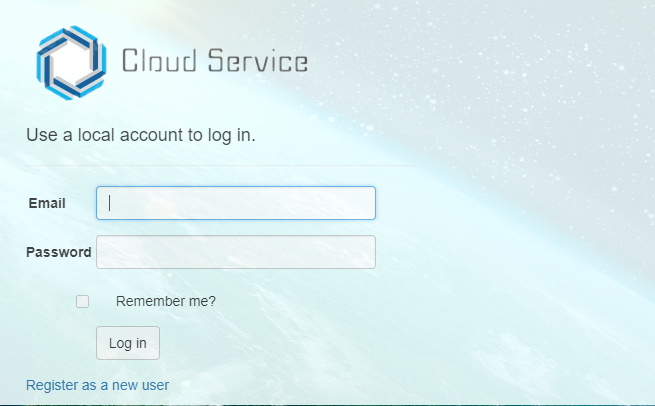 Cloud Service
Use a local account to log in.
Email
Password
Remember me?
Log in
Register as a new user